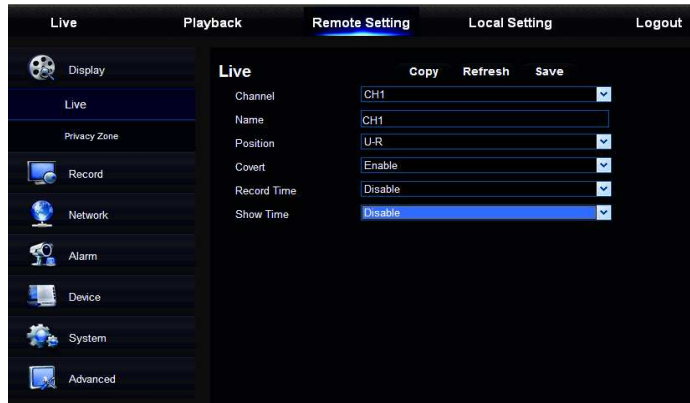 Live Playback Remote Setting Local Setting Logout
Display
Live
Privacy Zone
Record
Network
Alarm
Device
System
Advanced
Live Copy Refresh Save
Channel CH1
Name CH1
Position U-R
Covert Enable
Record Time Disable
Show Time Disable